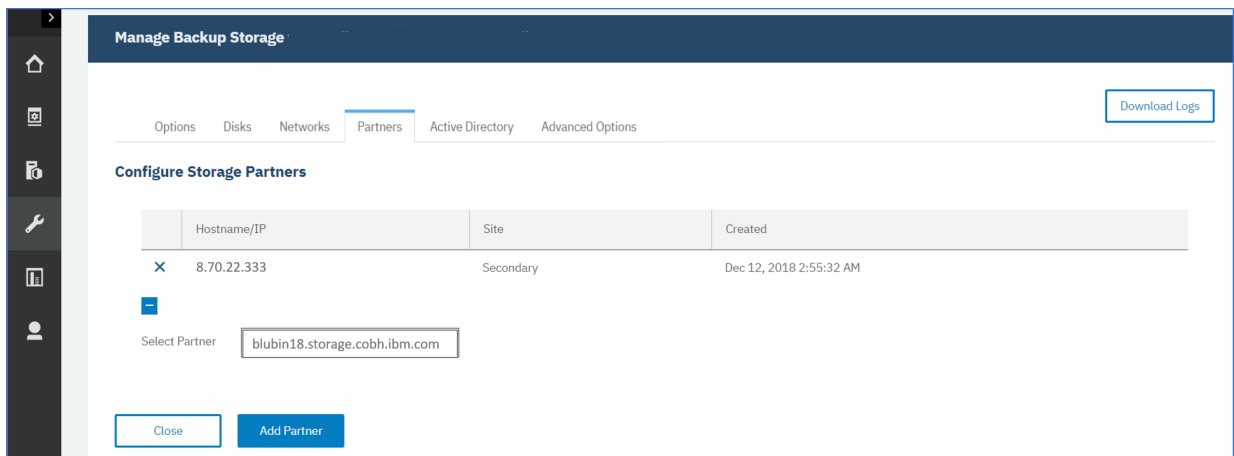 Manage Backup Storage
Download Logs
Options Disks Networks Partners Active Directory Advanced Options
Configure Storage Partners
Hostname/IP Site Created
8.70.22.333 Secondary Dec 12, 2018 2:55:32 AM
Select Partner blubin18.storage.cobh.ibm.com
Close Add Partner